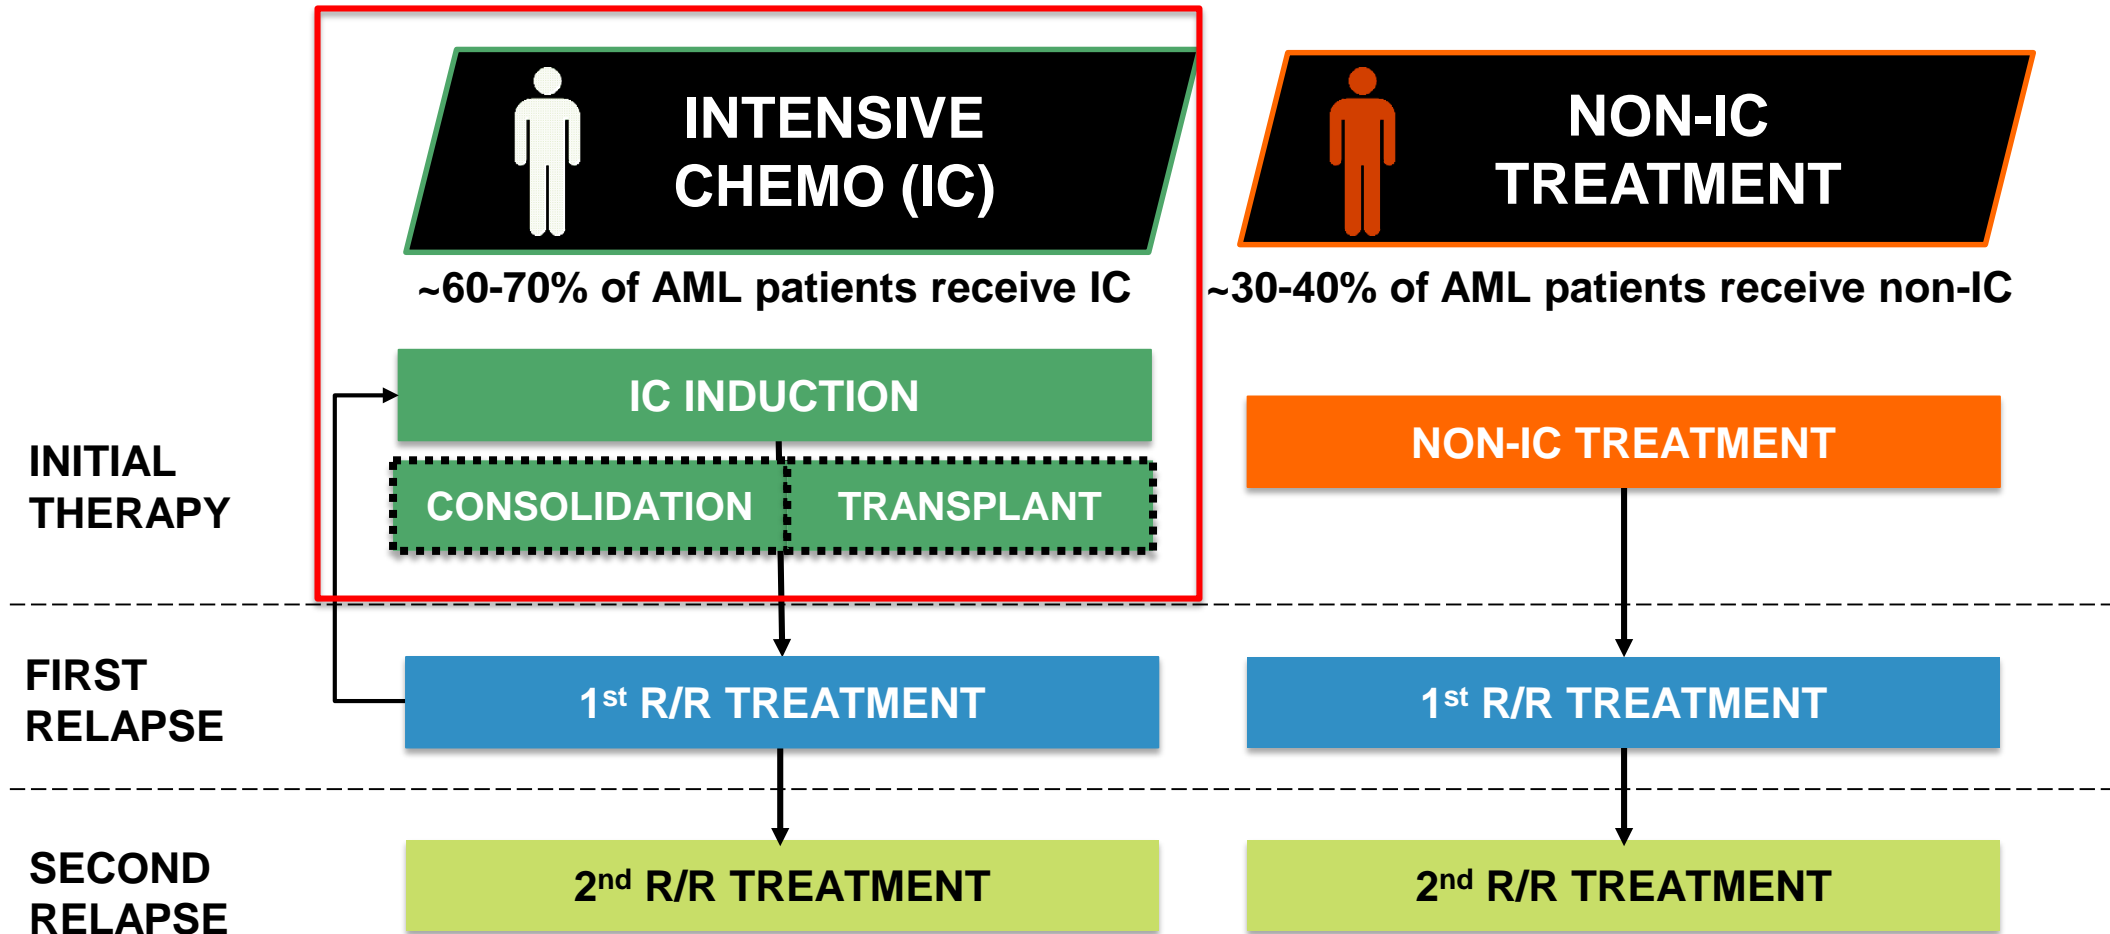 INTENSIVE
CHEMO (IC)
NON-IC
TREATMENT
~60-70% of AML patients receive IC
~30-40% of AML patients receive non-IC
INITIAL
THERAPY
IC INDUCTION
CONSOLIDATION
TRANSPLANT
NON-IC TREATMENT
FIRST
RELAPSE
1st R/R TREATMENT
1st R/R TREATMENT
SECOND
RELAPSE
2nd R/R TREATMENT
2nd R/R TREATMENT